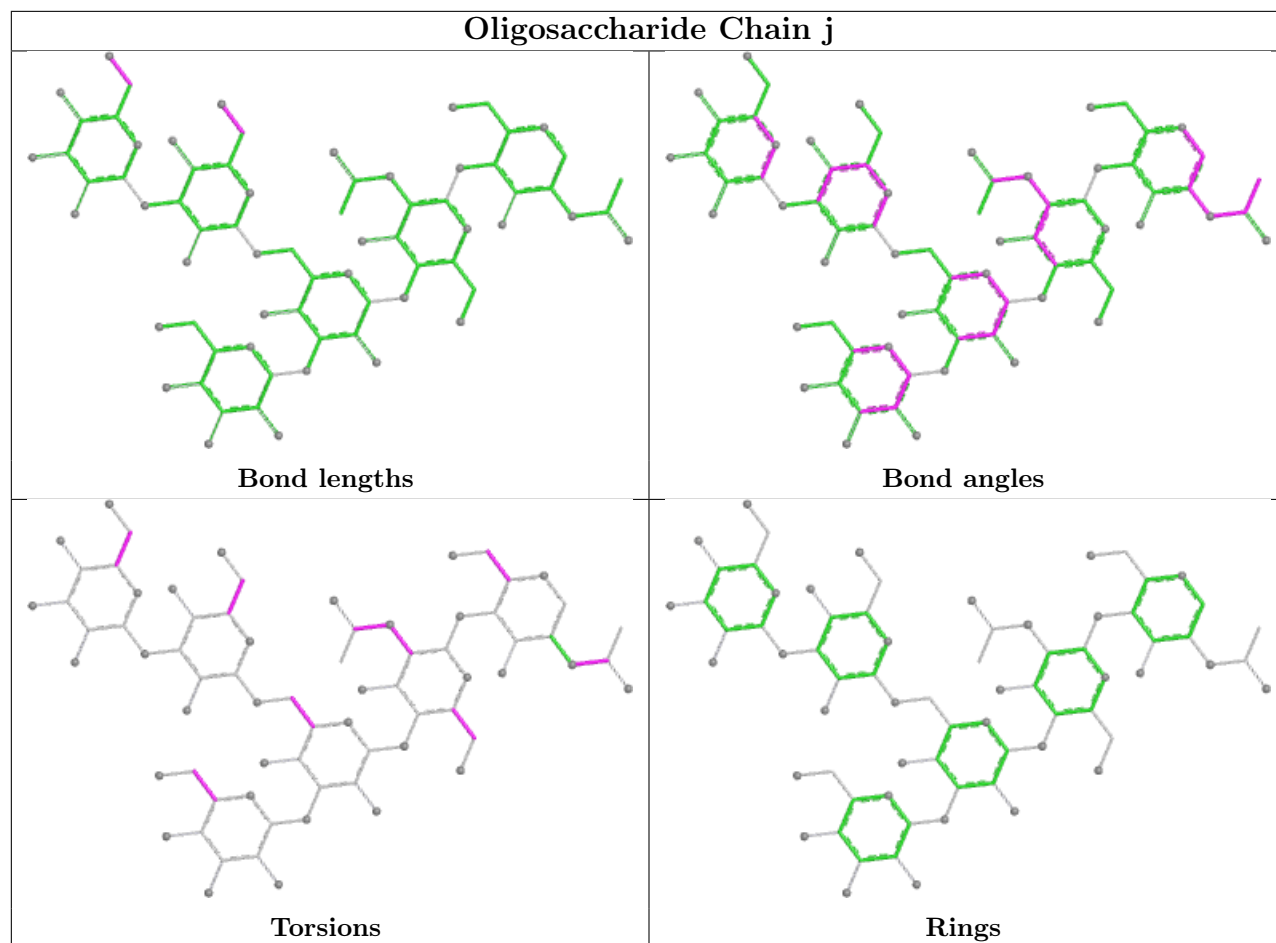 Oligosaccharide Chain j
Bond lengths
Bond angles
Torsions
Rings